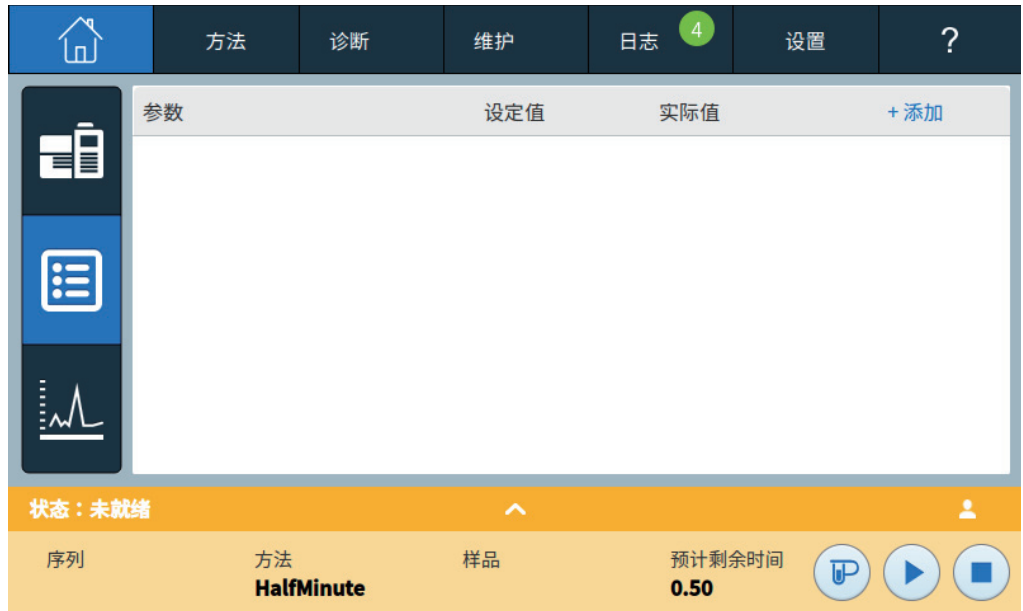 方法 诊断 维护 日志 4 设置 ?
参数 设定值 实际值 + 添加
状态：未就绪
序列 方法 样品 预计剩余时间
HalfMinute 0.50